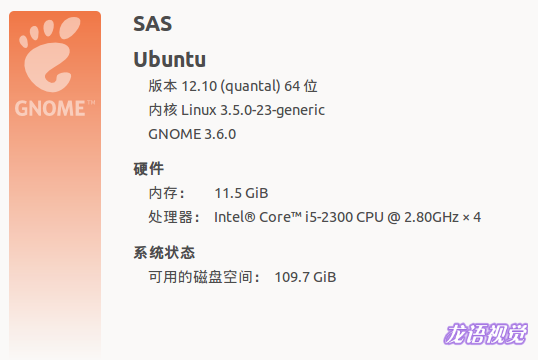 GNOME™
SAS
Ubuntu
版本 12.10 (quantal) 64 位
内核 Linux 3.5.0-23-generic
GNOME 3.6.0
硬件
内存： 11.5 GiB
处理器： Intel® Core™ i5-2300 CPU @ 2.80GHz × 4
系统状态
可用的磁盘空间： 109.7 GiB
龙语视觉